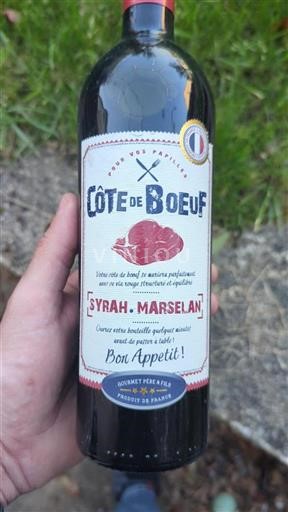 POUR VOS PAPILLES
CÔTE DE BOEUF
Votre côte de bœuf se mariera parfaitement
avec ce vin rouge structuré et équilibré
SYRAH. MARSELAN
Ouvrez votre bouteille quelques minutes
avant de passer à table !
Bon Appetit !
GOURMET PÈRE & FILS
PRODUIT DE FRANCE